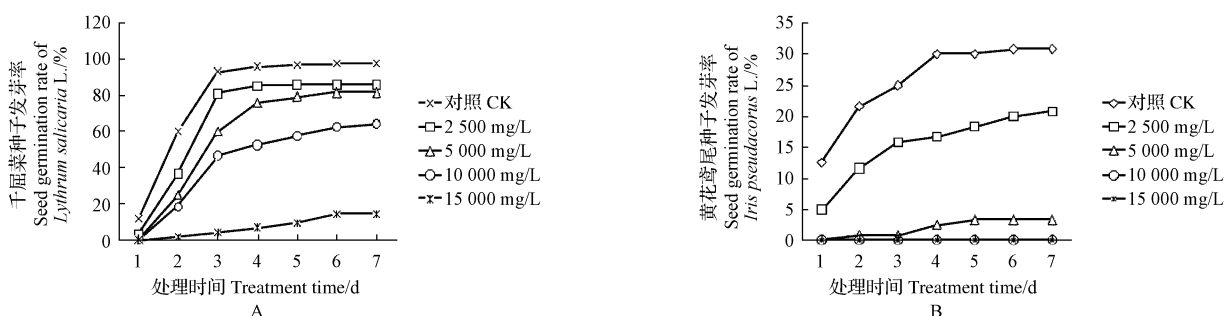 千屈菜种子发芽率
Seed germination rate of
Lythrum salicaria L./%
120
100
80
60
40
20
0
1 2 3 4 5 6 7
处理时间 Treatment time/d
A
对照 CK
2 500 mg/L
5 000 mg/L
10 000 mg/L
15 000 mg/L
黄花鸢尾种子发芽率
Seed germination rate of
Iris pseudacorus L./%
35
30
25
20
15
10
5
0
1 2 3 4 5 6 7
处理时间 Treatment time/d
B
对照 CK
2 500 mg/L
5 000 mg/L
10 000 mg/L
15 000 mg/L